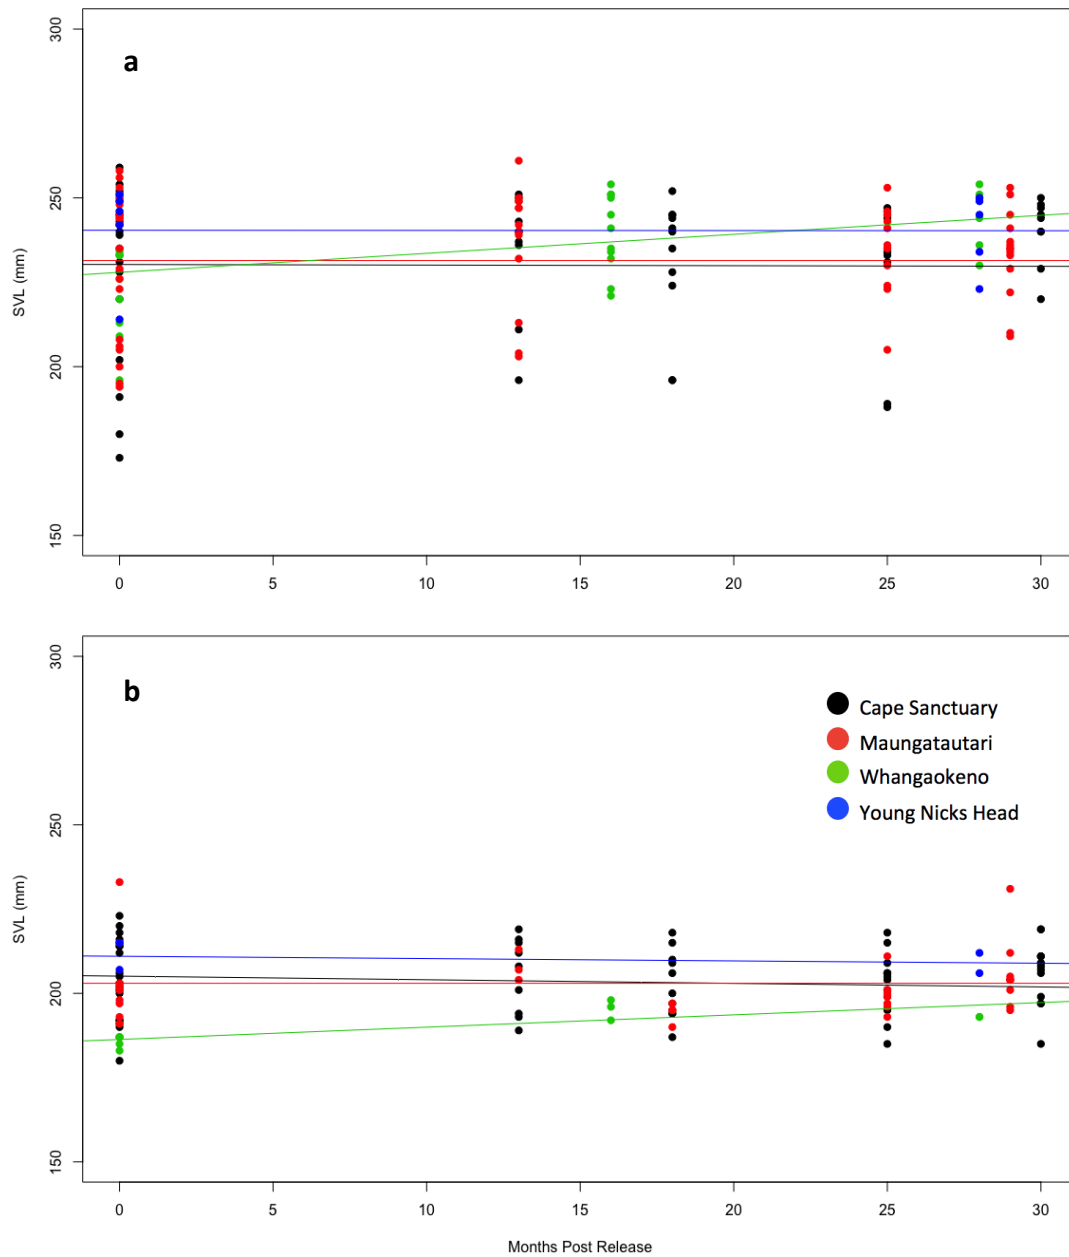 a
300
250
200
150
SVL (mm)
0 5 10 15 20 25 30
b
300
250
200
150
SVL (mm)
Cape Sanctuary
Maungatautari
Whangaokeno
Young Nicks Head
0 5 10 15 20 25 30
Months Post Release